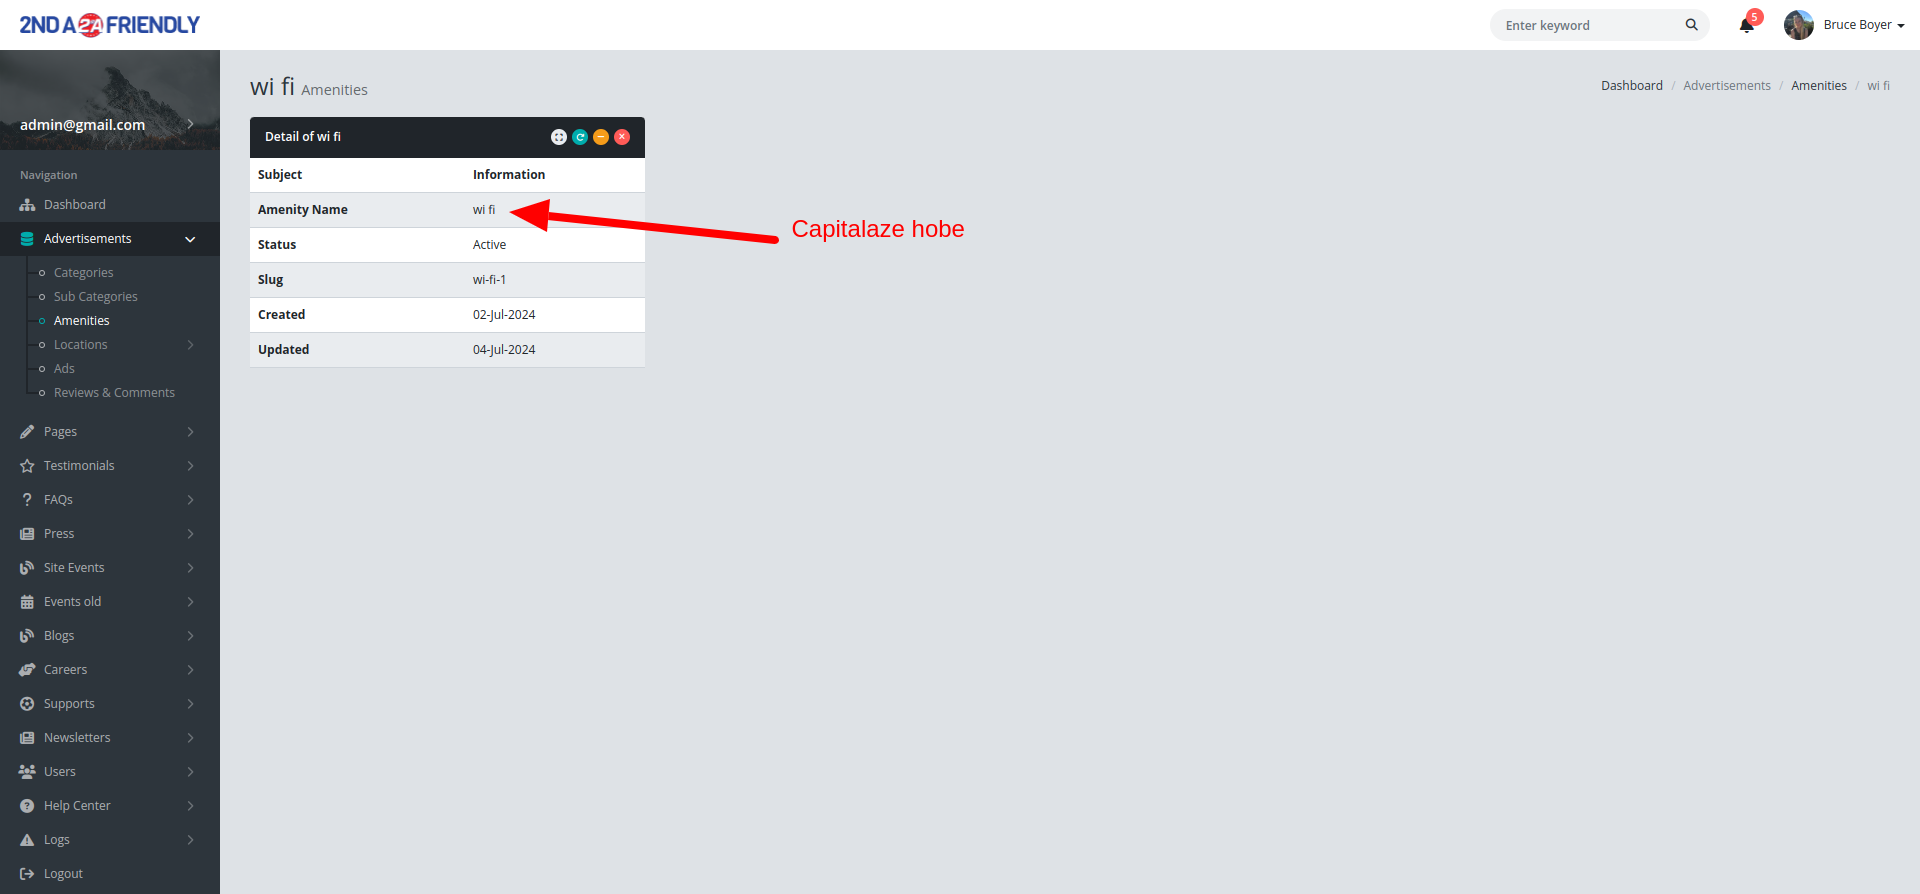 2ND A 2A FRIENDLY
Enter keyword
5
Bruce Boyer
admin@gmail.com
Navigation
Dashboard
Advertisements
Categories
Sub Categories
Amenities
Locations
Ads
Reviews & Comments
Pages
Testimonials
FAQs
Press
Site Events
Events old
Blogs
Careers
Supports
Newsletters
Users
Help Center
Logs
Logout
wi fi Amenities
Dashboard / Advertisements / Amenities / wi fi
Detail of wi fi
Subject Information
Amenity Name wi fi
Status Active
Slug wi-fi-1
Created 02-Jul-2024
Updated 04-Jul-2024
Capitalaze hobe